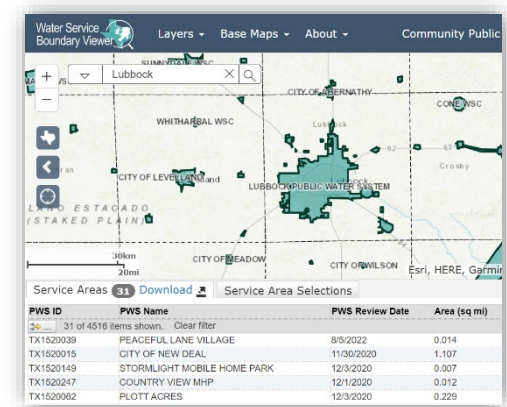 Water Service
Boundary Viewer
Layers
Base Maps
About
Community Public
SUNNYDALE WSC
+
Lubbock
−
CITY OF ABERNATHY
CONE WSC
WHITHARRAL WSC
Lubbock
82
Crosby
CITY OF LEVELLAND
LUBBOCK PUBLIC WATER SYSTEM
LLANO ESTACADO
(STAKED PLAIN)
30km
20mi
CITY OF MEADOW
CITY OF WILSON
Esri, HERE, Garmin
Service Areas 31 Download
Service Area Selections
PWS ID PWS Name PWS Review Date Area (sq mi)
... 31 of 4516 items shown. Clear filter
TX1520039 PEACEFUL LANE VILLAGE 8/5/2022 0.014
TX1520015 CITY OF NEW DEAL 11/30/2020 1.107
TX1520149 STORMLIGHT MOBILE HOME PARK 12/3/2020 0.007
TX1520247 COUNTRY VIEW MHP 12/1/2020 0.012
TX1520062 PLOTT ACRES 12/3/2020 0.229